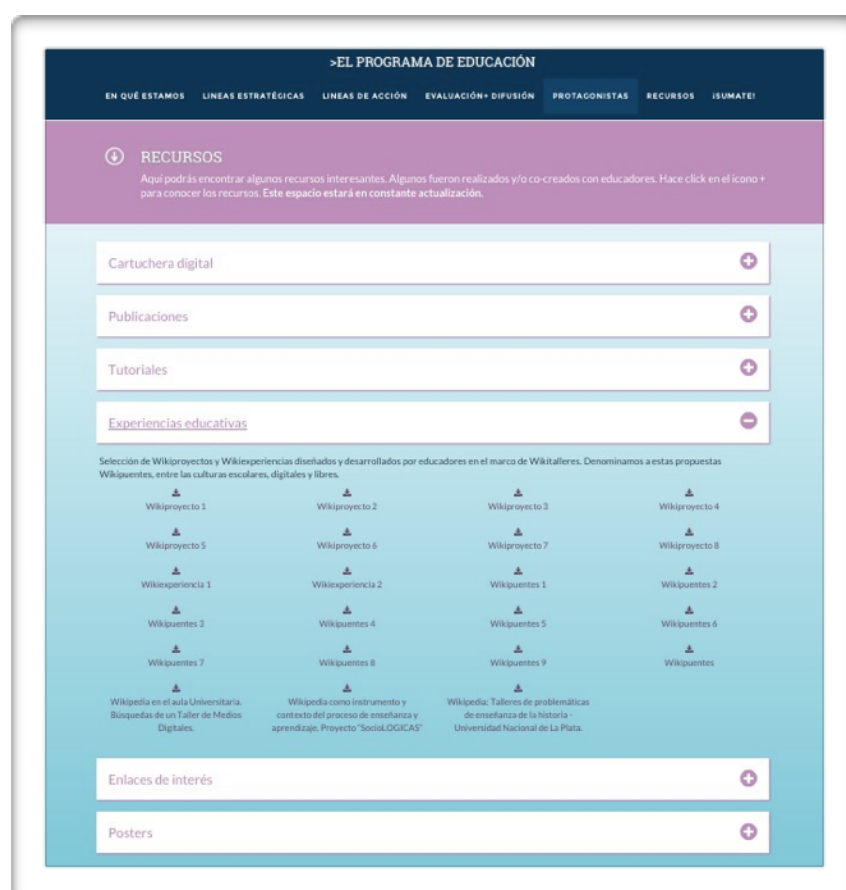 >EL PROGRAMA DE EDUCACIÓN
EN QUÉ ESTAMOS LINEAS ESTRATÉGICAS LINEAS DE ACCIÓN EVALUACIÓN+ DIFUSIÓN PROTAGONISTAS RECURSOS ¡SUMATE!
RECURSOS
Aquí podrás encontrar algunos recursos interesantes. Algunos fueron realizados y/o co-creados con educadores. Hace click en el icono +
para conocer los recursos. Este espacio estará en constante actualización.
Cartuchera digital
Publicaciones
Tutoriales
Experiencias educativas
Selección de Wikiproyectos y Wikiexperiencias diseñados y desarrollados por educadores en el marco de Wikitalleres. Denominamos a estas propuestas
Wikipuentes, entre las culturas escolares, digitales y libres.
Wikiproyecto 1 Wikiproyecto 2 Wikiproyecto 3 Wikiproyecto 4
Wikiproyecto 5 Wikiproyecto 6 Wikiproyecto 7 Wikiproyecto 8
Wikiexperiencia 1 Wikiexperiencia 2 Wikipuentes 1 Wikipuentes 2
Wikipuentes 3 Wikipuentes 4 Wikipuentes 5 Wikipuentes 6
Wikipuentes 7 Wikipuentes 8 Wikipuentes 9 Wikipuentes
Wikipedia en el aula Universitaria.
Búsquedas de un Taller de Medios
Digitales.
Wikipedia como instrumento y
contexto del proceso de enseñanza y
aprendizaje. Proyecto "SocioLOGICAS"
Wikipedia: Talleres de problemáticas
de enseñanza de la historia -
Universidad Nacional de La Plata.
Enlaces de interés
Posters